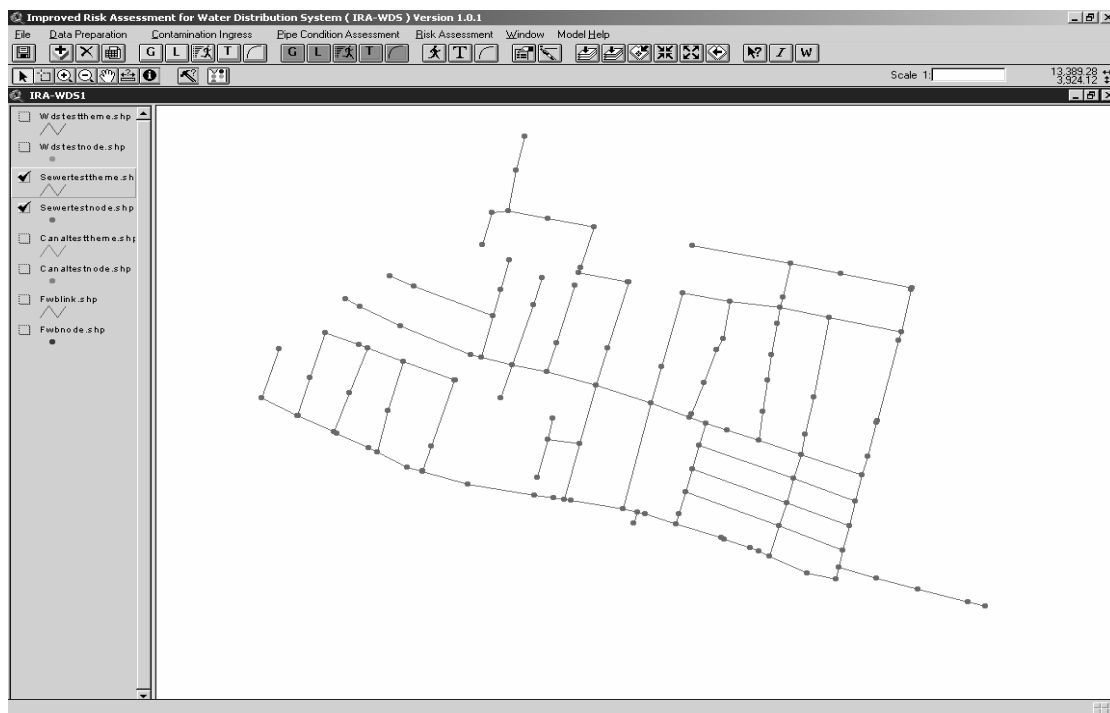 Improved Risk Assessment for Water Distribution System ( IRA-WDS ) Version 1.0.1
File Data Preparation Contamination Ingress Pipe Condition Assessment Risk Assessment Window Model Help
G L T G L T T I W
Scale 1: 13,389.28
3,924.12
IRA-WDS1
Wdstesttheme.shp
Wdstestnode.shp
Sewertesttheme.sh
Sewertestnode.shp
Canaltesttheme.shp
Canaltestnode.shp
Fwblink.shp
Fwbnode.shp